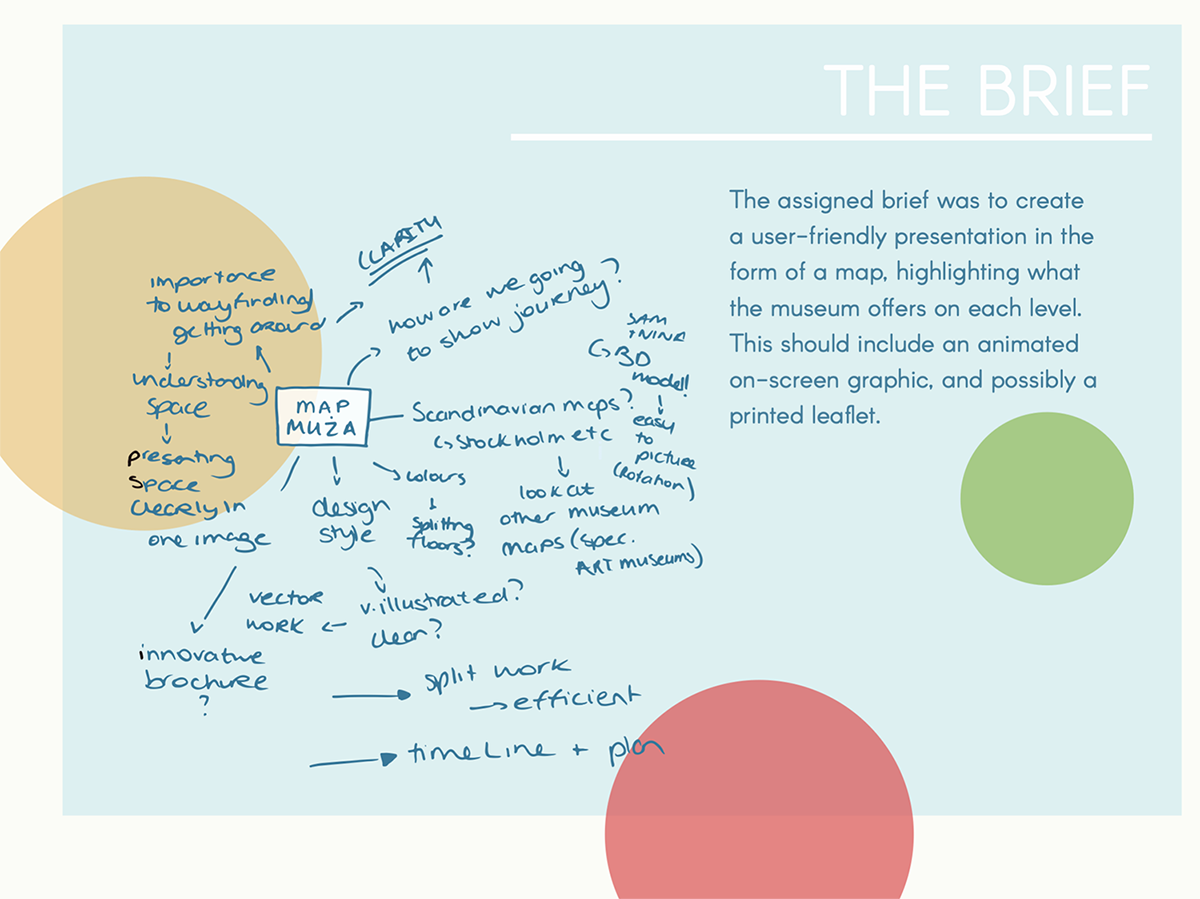 THE BRIEF
The assigned brief was to create
a user-friendly presentation in the
form of a map, highlighting what
the museum offers on each level.
This should include an animated
on-screen graphic, and possibly a
printed leaflet.
MAP
MUŻA
importance
to wayfinding/
getting around
understanding
space
presenting
space
clearly in
one image
innovative
brochure
?
CLARITY
how are we going
to show journey?
Scandinavian maps?
↳ Stockholm etc
look at
other museum
maps (spec.
ART museums)
SAM
+ NINA
↳ 3D
model!
easy
to
picture
(rotation)
colours
splitting
floors?
design
style
v. illustrated?
clean?
vector
work
split work
→ efficient
timeline + plan